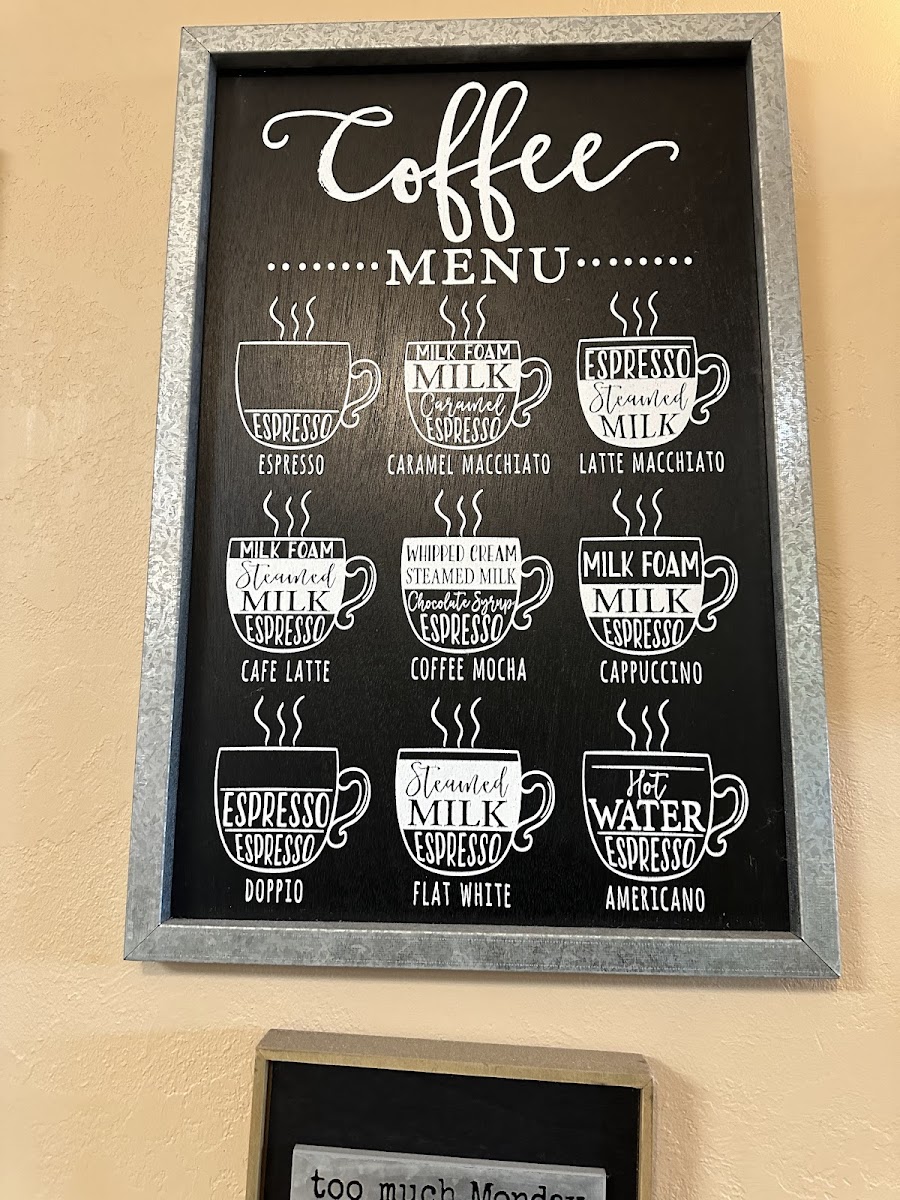 Coffee
MENU
ESPRESSO
ESPRESSO
MILK FOAM
MILK
Caramel
ESPRESSO
CARAMEL MACCHIATO
ESPRESSO
Steamed
MILK
LATTE MACCHIATO
MILK FOAM
Steamed
MILK
ESPRESSO
CAFE LATTE
WHIPPED CREAM
STEAMED MILK
Chocolate Syrup
ESPRESSO
COFFEE MOCHA
MILK FOAM
MILK
ESPRESSO
CAPPUCCINO
ESPRESSO
ESPRESSO
DOPPIO
Steamed
MILK
ESPRESSO
FLAT WHITE
Hot
WATER
ESPRESSO
AMERICANO
too much Monday